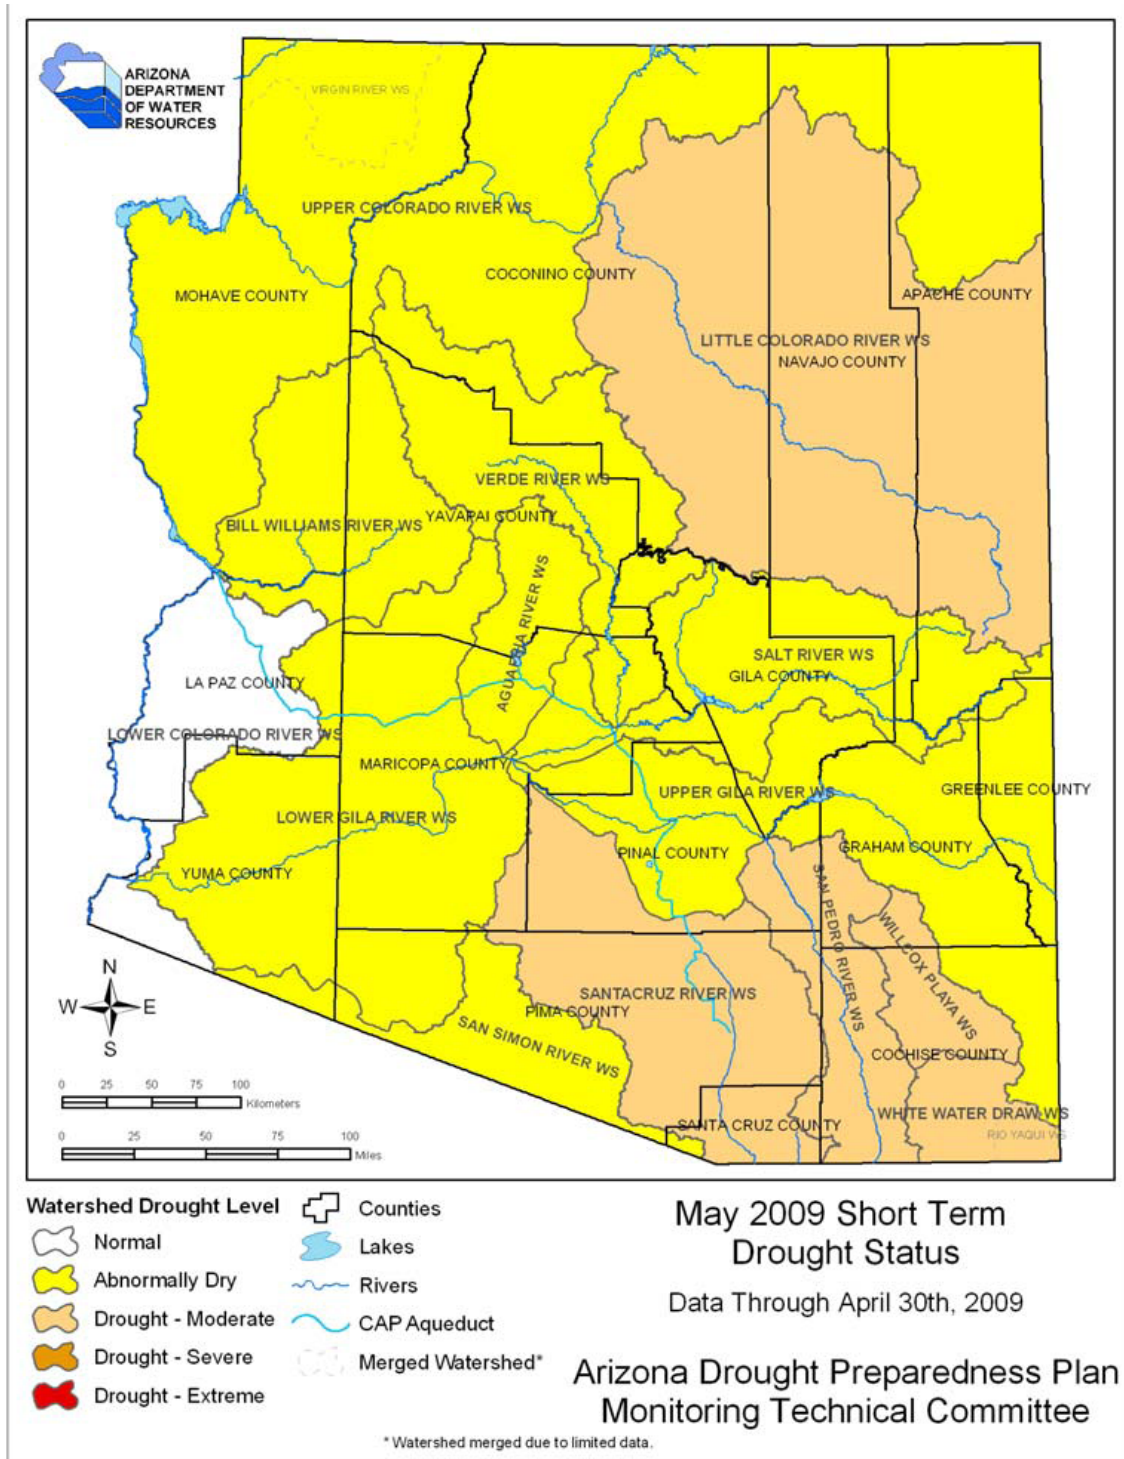 ARIZONA
DEPARTMENT
OF WATER
RESOURCES
VIRGIN RIVER WS
UPPER COLORADO RIVER WS
COCONINO COUNTY
MOHAVE COUNTY
APACHE COUNTY
LITTLE COLORADO RIVER WS
NAVAJO COUNTY
VERDE RIVER WS
YAVAPAI COUNTY
BILL WILLIAMS RIVER WS
AGUA FRIA RIVER WS
SALT RIVER WS
GILA COUNTY
LA PAZ COUNTY
LOWER COLORADO RIVER WS
MARICOPA COUNTY
UPPER GILA RIVER WS
GREENLEE COUNTY
LOWER GILA RIVER WS
PINAL COUNTY
GRAHAM COUNTY
YUMA COUNTY
SAN PEDRO RIVER WS
WILLCOX PLAYA WS
SANTACRUZ RIVER WS
PIMA COUNTY
SAN SIMON RIVER WS
COCHISE COUNTY
WHITE WATER DRAW WS
SANTA CRUZ COUNTY
RIO YAQUI WS
N
W E
S
0 25 50 75 100
Kilometers
0 25 50 75 100
Miles
Watershed Drought Level
Normal
Abnormally Dry
Drought - Moderate
Drought - Severe
Drought - Extreme
Counties
Lakes
Rivers
CAP Aqueduct
Merged Watershed*
May 2009 Short Term
Drought Status
Data Through April 30th, 2009
Arizona Drought Preparedness Plan
Monitoring Technical Committee
* Watershed merged due to limited data.